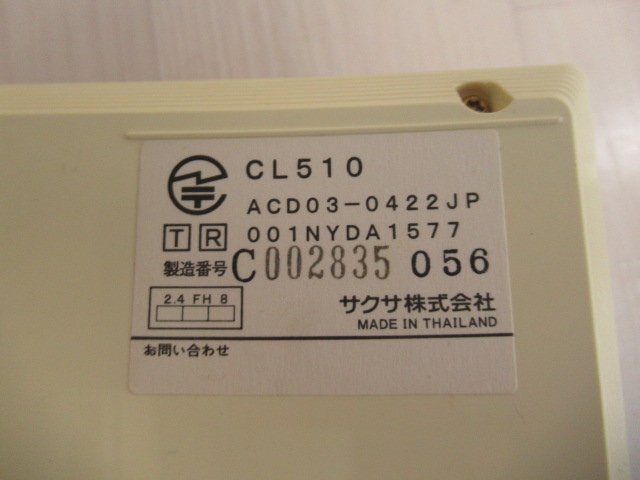 CL510
ACD03-0422JP
T R 001NYDA1577
製造番号 C002835 056
2.4 FH 8
サクサ株式会社
MADE IN THAILAND
お問い合わせ